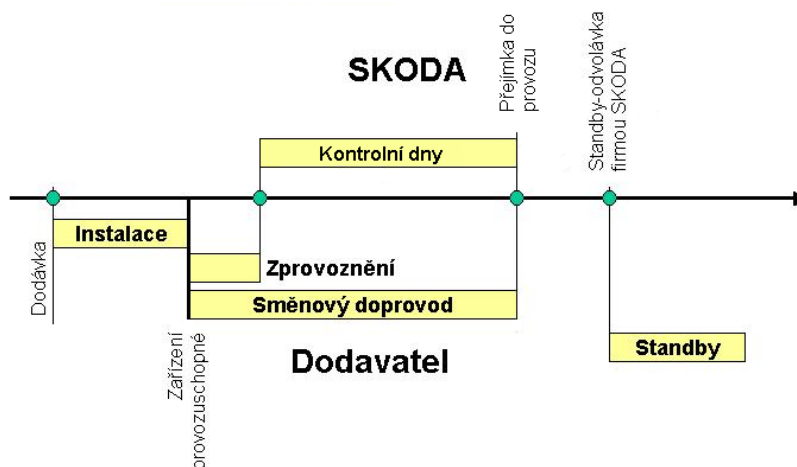 SKODA
Přejímka do
provozu
Standby-odvolávka
firmou SKODA
Kontrolní dny
Dodávka
Instalace
Zprovoznění
Směnový doprovod
Zařízení
provozuschopné
Dodavatel
Standby